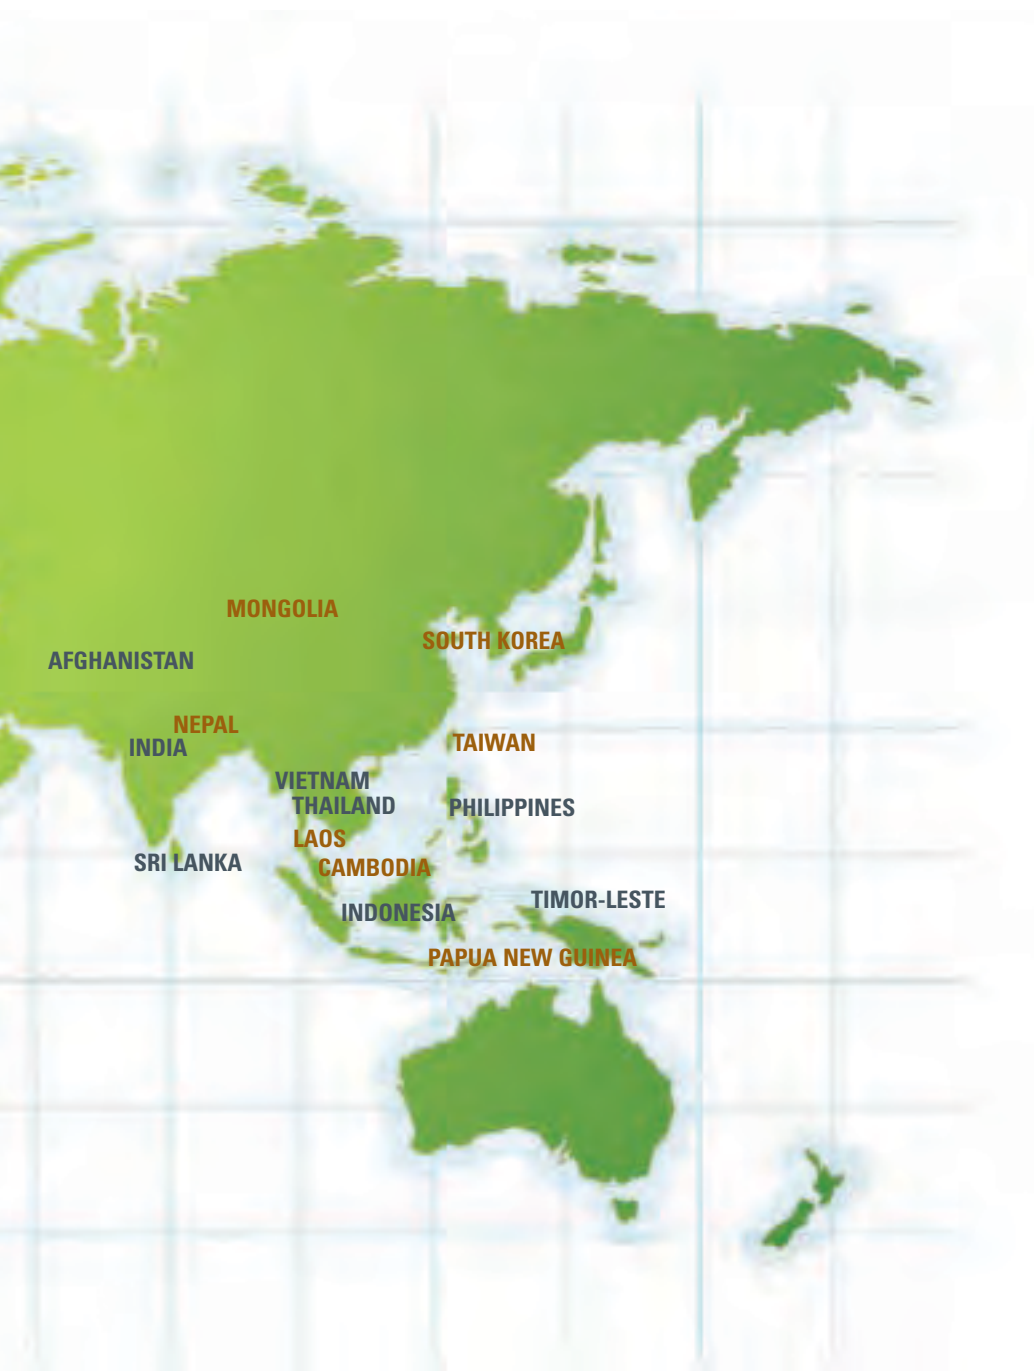 MONGOLIA
SOUTH KOREA
AFGHANISTAN
NEPAL
INDIA
TAIWAN
VIETNAM
THAILAND
PHILIPPINES
LAOS
SRI LANKA
CAMBODIA
TIMOR-LESTE
INDONESIA
PAPUA NEW GUINEA